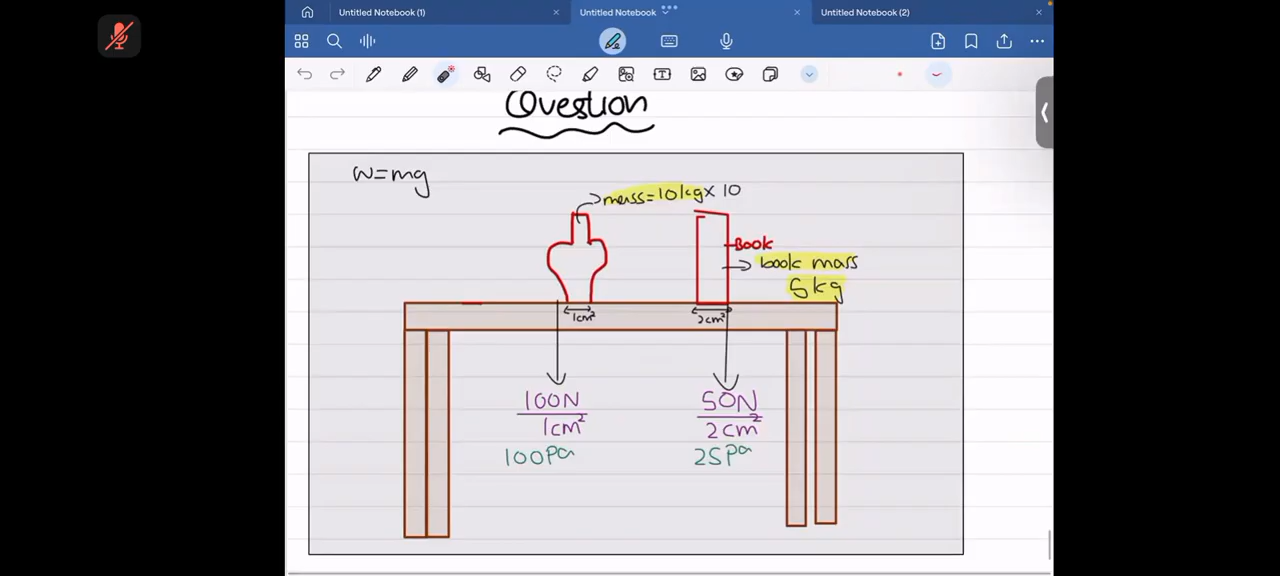 Untitled Notebook (1)
Untitled Notebook
Untitled Notebook (2)
Question
W=mg
mass=10kg×10
Book
book mass
5kg
1cm²
2cm²
100N
1cm²
100Pa
50N
2cm²
25Pa